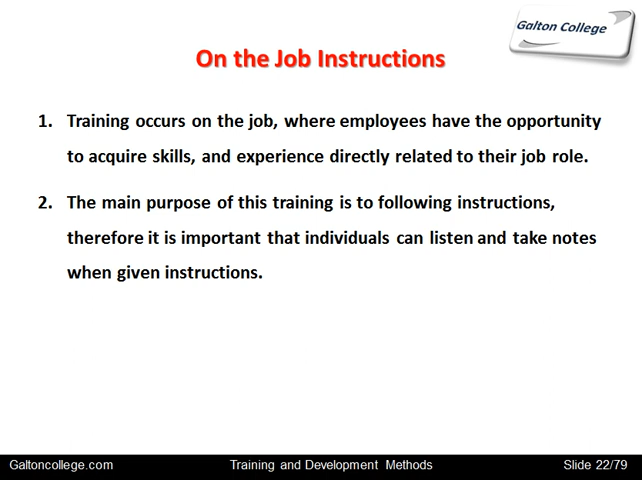 Galton College
On the Job Instructions
1. Training occurs on the job, where employees have the opportunity
to acquire skills, and experience directly related to their job role.
2. The main purpose of this training is to following instructions,
therefore it is important that individuals can listen and take notes
when given instructions.
Galtoncollege.com Training and Development Methods Slide 22/79